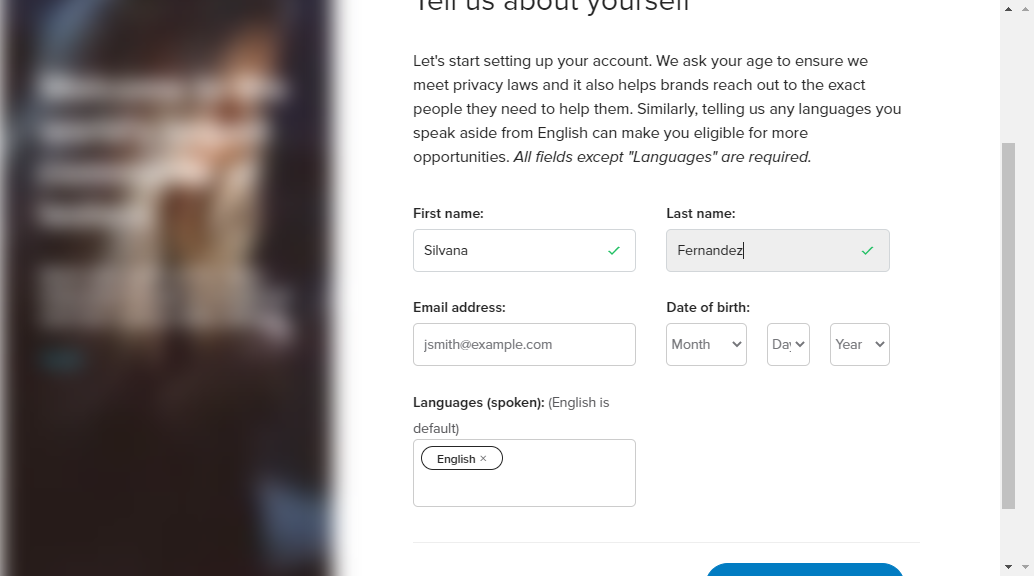 Tell us about yourself
Let's start setting up your account. We ask your age to ensure we
meet privacy laws and it also helps brands reach out to the exact
people they need to help them. Similarly, telling us any languages you
speak aside from English can make you eligible for more
opportunities. All fields except "Languages" are required.
First name:
Last name:
Silvana
Fernandez
Email address:
Date of birth:
jsmith@example.com
Month
Day
Year
Languages (spoken): (English is
default)
English ×